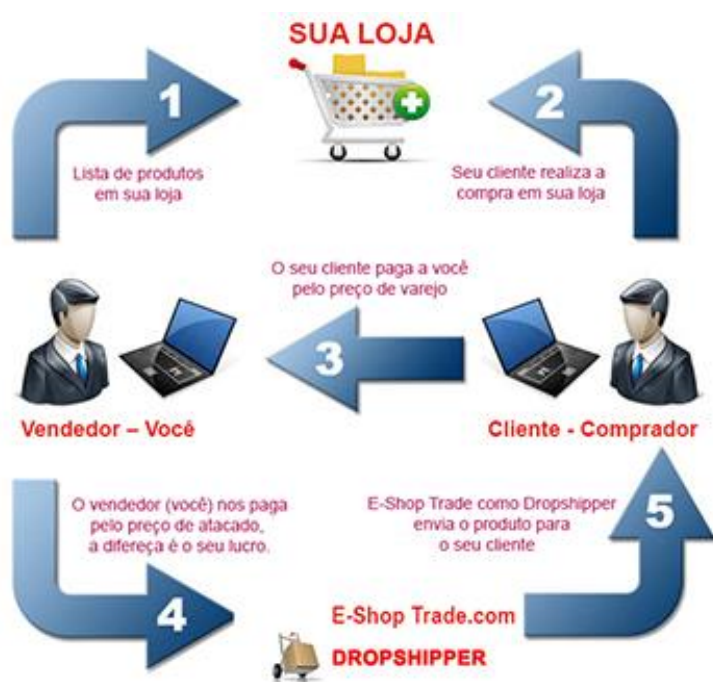 SUA LOJA
1
2
Lista de produtos
em sua loja
Seu cliente realiza a
compra em sua loja
O seu cliente paga a você
pelo preço de varejo
3
Vendedor – Você
Cliente - Comprador
O vendedor (você) nos paga
pelo preço de atacado,
a difereça é o seu lucro.
E-Shop Trade como Dropshipper
envia o produto para
o seu cliente
5
4
E-Shop Trade.com
DROPSHIPPER